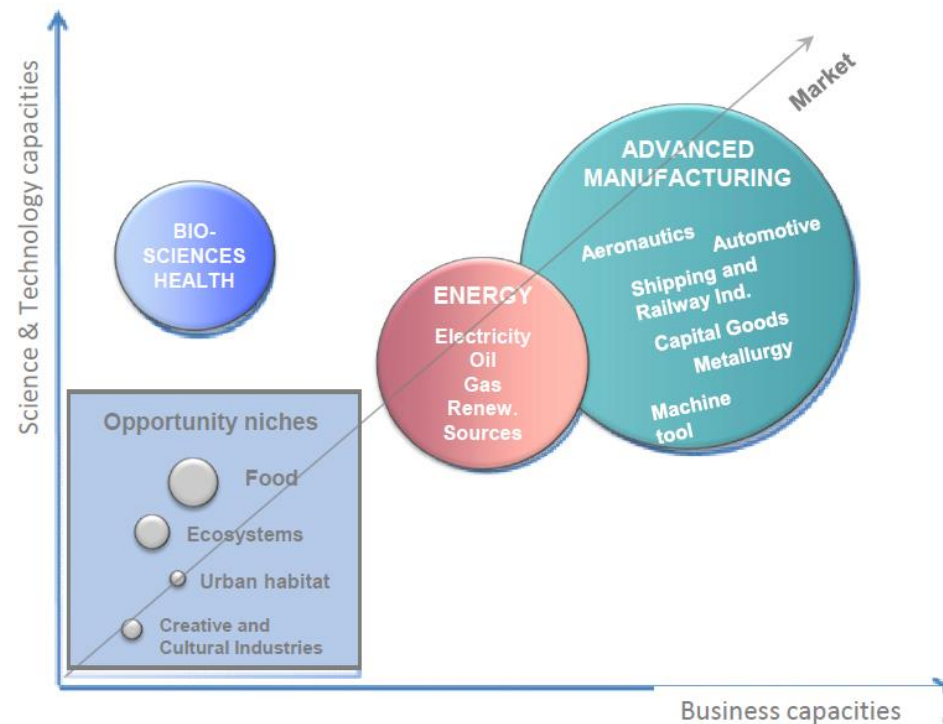 Science & Technology capacities
Market
ADVANCED
MANUFACTURING
Aeronautics
Automotive
Shipping and
Railway Ind.
Capital Goods
Metallurgy
Machine
tool
BIO-
SCIENCES
HEALTH
ENERGY
Electricity
Oil
Gas
Renew.
Sources
Opportunity niches
Food
Ecosystems
Urban habitat
Creative and
Cultural Industries
Business capacities